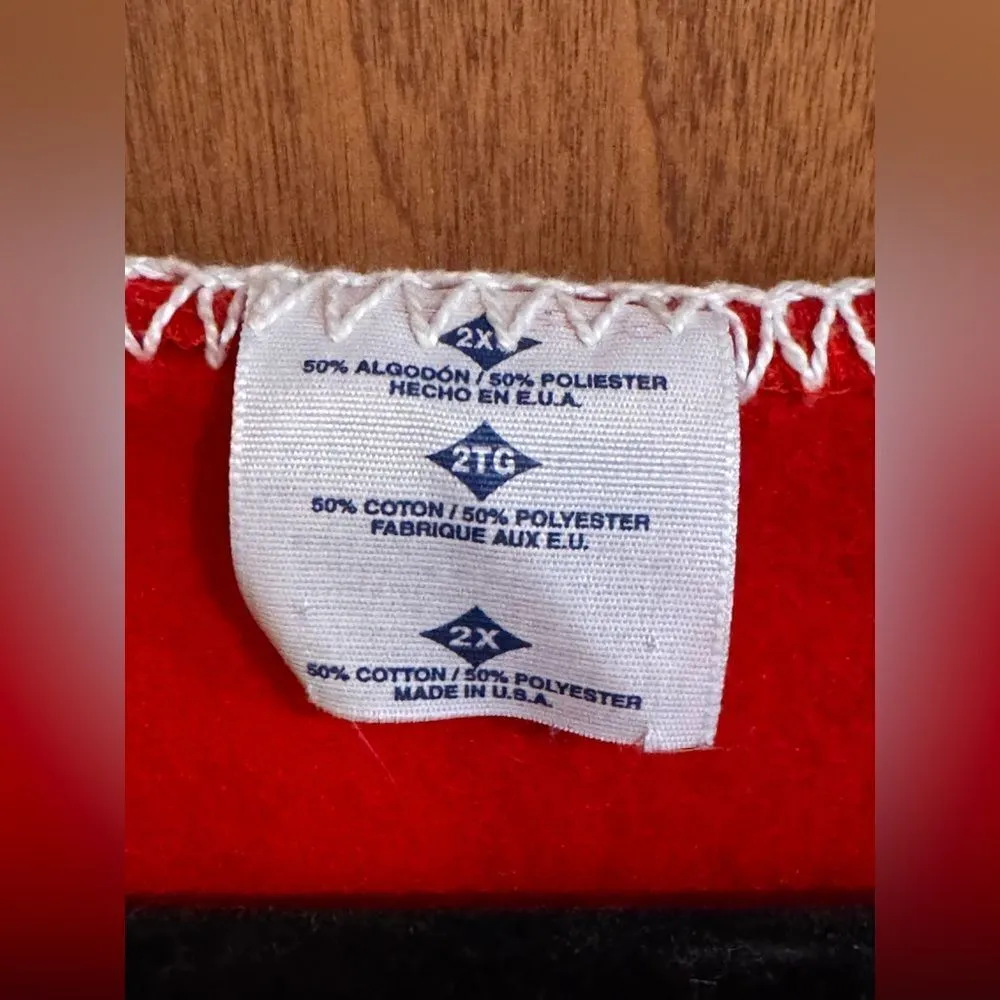 2X
50% ALGODÓN / 50% POLIESTER
HECHO EN E.U.A.
2TG
50% COTON / 50% POLYESTER
FABRIQUE AUX E.U.
2X
50% COTTON / 50% POLYESTER
MADE IN U.S.A.